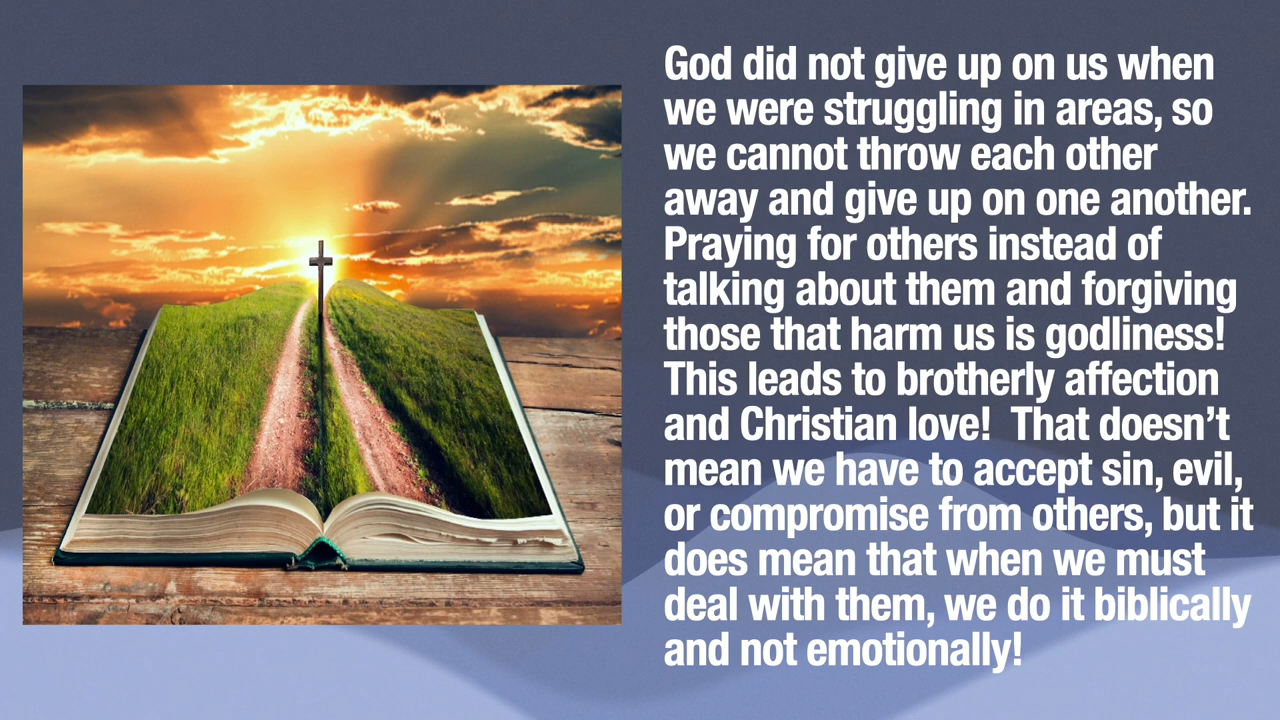 God did not give up on us when
we were struggling in areas, so
we cannot throw each other
away and give up on one another.
Praying for others instead of
talking about them and forgiving
those that harm us is godliness!
This leads to brotherly affection
and Christian love!  That doesn’t
mean we have to accept sin, evil,
or compromise from others, but it
does mean that when we must
deal with them, we do it biblically
and not emotionally!